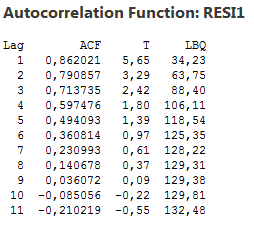 Autocorrelation Function: RESI1
Lag ACF T LBQ
1 0,862021 5,65 34,23
2 0,790857 3,29 63,75
3 0,713735 2,42 88,40
4 0,597476 1,80 106,11
5 0,494093 1,39 118,54
6 0,360814 0,97 125,35
7 0,230993 0,61 128,22
8 0,140678 0,37 129,31
9 0,036072 0,09 129,38
10 -0,085056 -0,22 129,81
11 -0,210219 -0,55 132,48